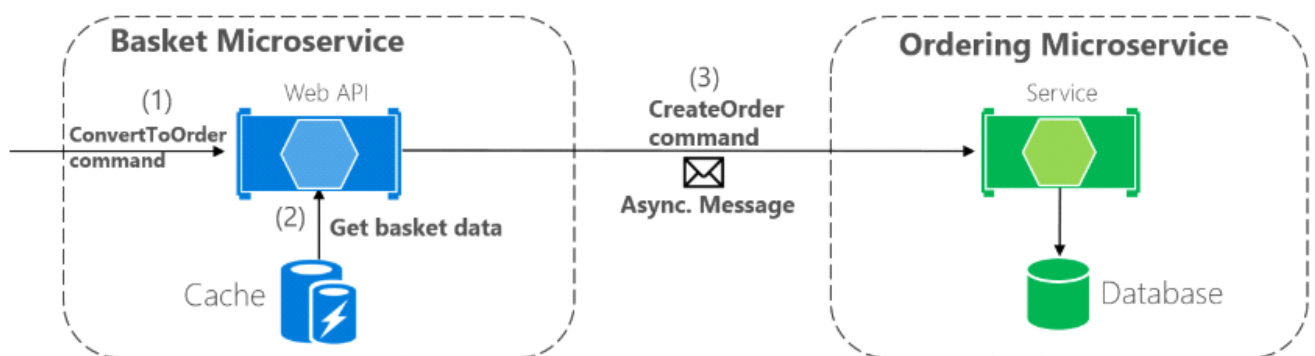 Basket Microservice
Ordering Microservice
(1)
ConvertToOrder
command
Web API
(3)
CreateOrder
command
Async. Message
Service
(2)
Get basket data
Cache
Database